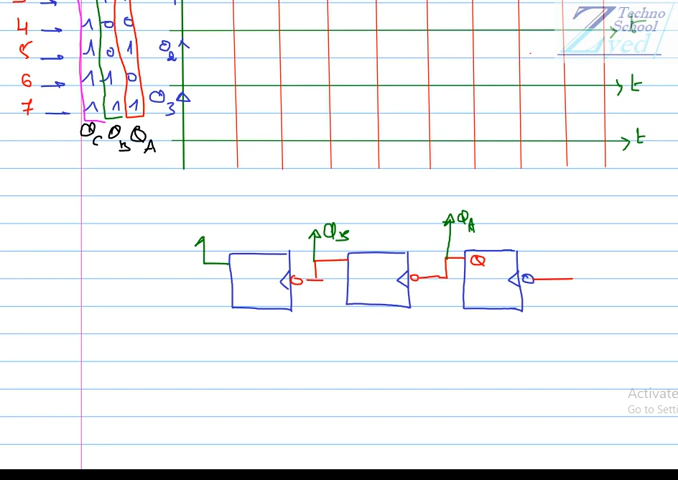 Techno
School
Zved
4 → 1 0 0 t
5 → 1 0 1 Q2
6 → 1 1 0 t
7 → 1 1 1 Q3
QC QB QA t
QB QA
Q
Activate
Go to Setti